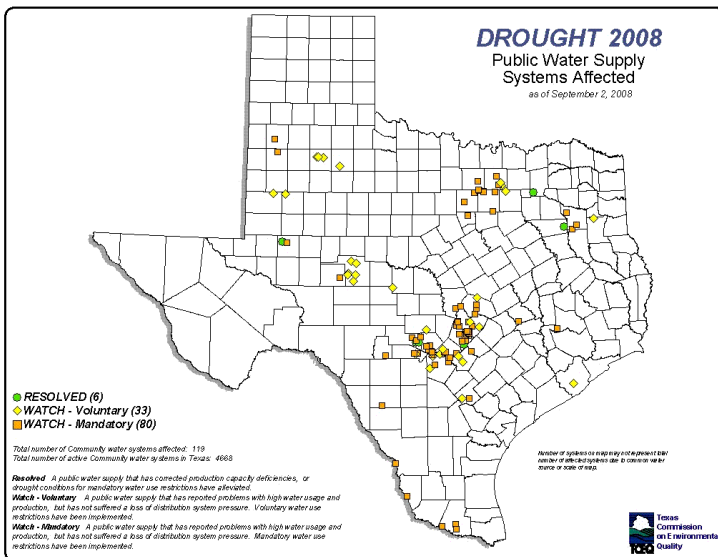 DROUGHT 2008
Public Water Supply
Systems Affected
as of September 2, 2008
RESOLVED (6)
WATCH - Voluntary (33)
WATCH - Mandatory (80)
Total number of Community water systems affected: 119
Total number of active Community water systems in Texas: 4668
Resolved A public water supply that has corrected production capacity deficiencies, or
drought conditions for mandatory water use restrictions have alleviated.
Watch - Voluntary A public water supply that has reported problems with high water usage and
production, but has not suffered a loss of distribution system pressure. Voluntary water use
restrictions have been implemented.
Watch - Mandatory A public water supply that has reported problems with high water usage and
production, but has not suffered a loss of distribution system pressure. Mandatory water use
restrictions have been implemented.
Number of systems on map may not represent total
number of affected systems due to common water
source or scale of map.
TCEQ
Texas
Commission
on Environmental
Quality